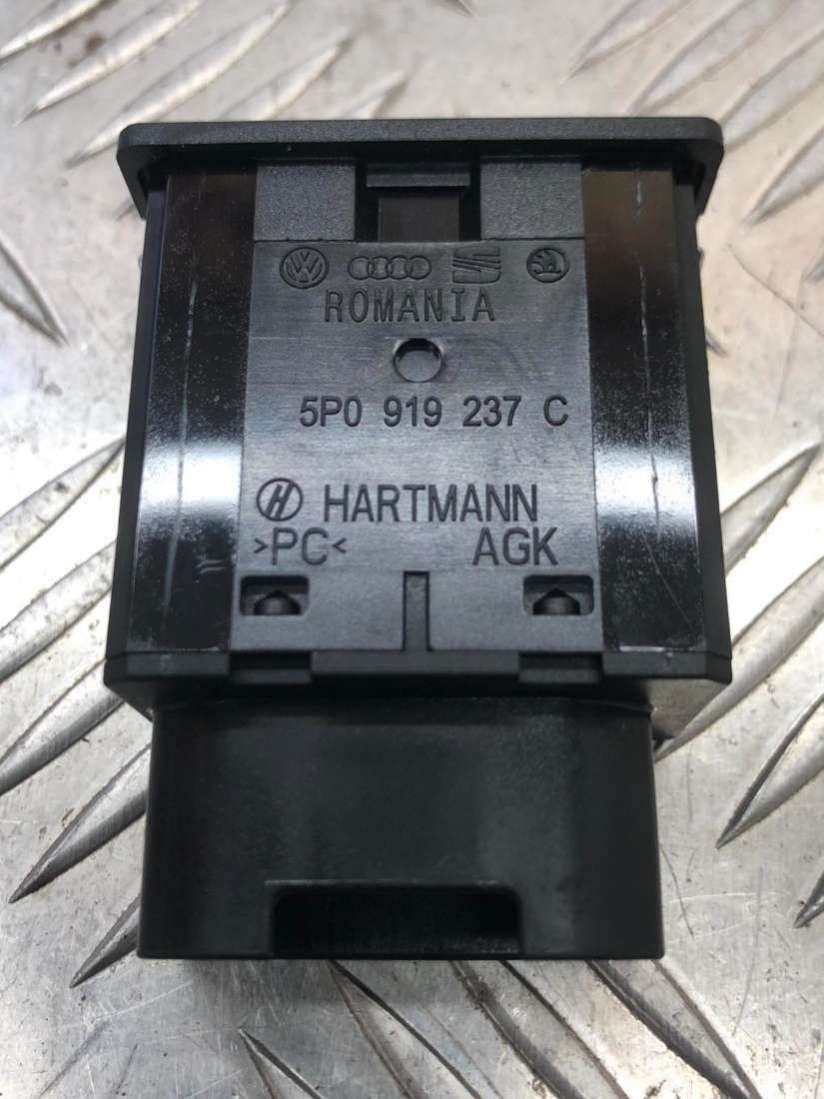 ROMANIA
5P0 919 237 C
HARTMANN
>PC< AGK